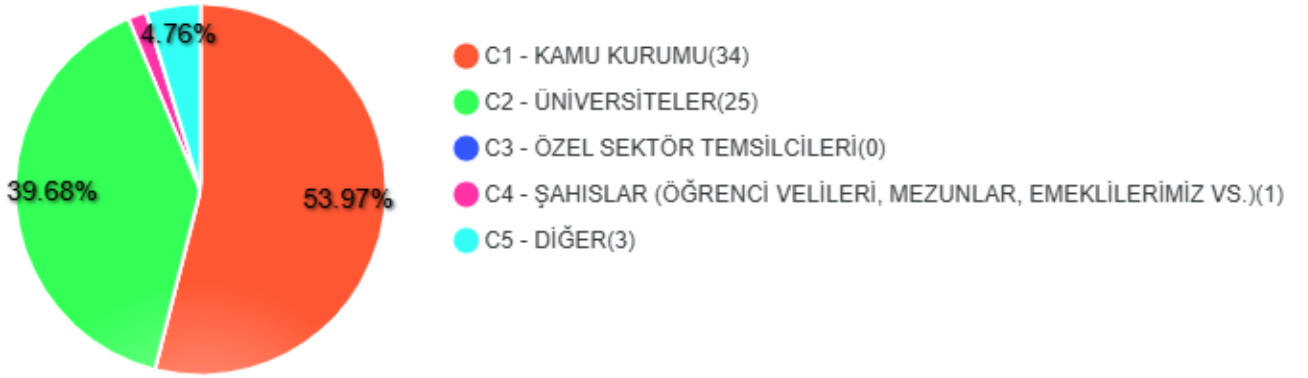 4.76%
39.68%
53.97%
C1 - KAMU KURUMU(34)
C2 - ÜNİVERSİTELER(25)
C3 - ÖZEL SEKTÖR TEMSİLCİLERİ(0)
C4 - ŞAHISLAR (ÖĞRENCİ VELİLERİ, MEZUNLAR, EMEKLİLERİMİZ VS.)(1)
C5 - DİĞER(3)